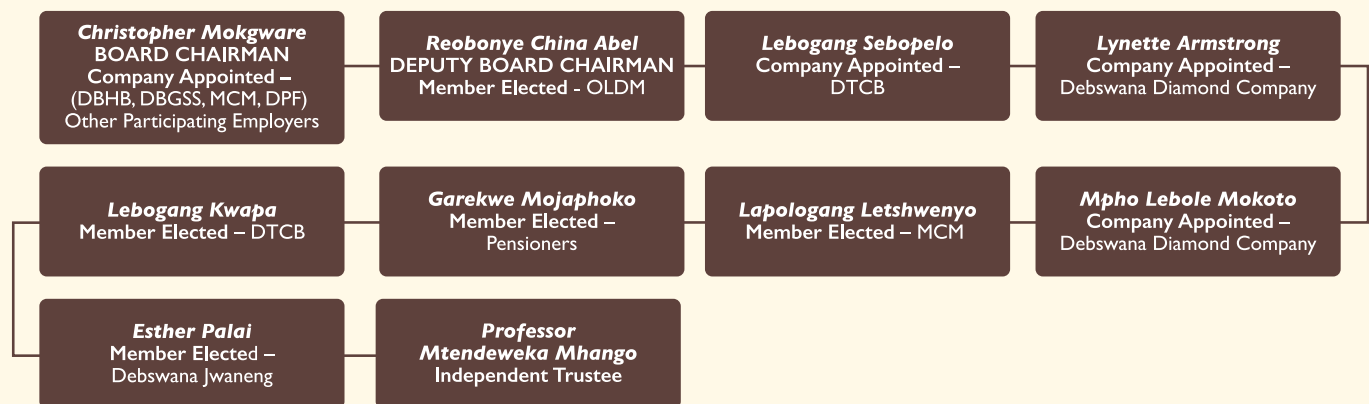 Christopher Mokgware
BOARD CHAIRMAN
Company Appointed –
(DBHB, DBGSS, MCM, DPF)
Other Participating Employers
Reobonye China Abel
DEPUTY BOARD CHAIRMAN
Member Elected - OLDM
Lebogang Sebopelo
Company Appointed –
DTCB
Lynette Armstrong
Company Appointed –
Debswana Diamond Company
Lebogang Kwapa
Member Elected – DTCB
Garekwe Mojaphoko
Member Elected –
Pensioners
Lapologang Letshwenyo
Member Elected – MCM
Mpho Lebole Mokoto
Company Appointed –
Debswana Diamond Company
Esther Palai
Member Elected –
Debswana Jwaneng
Professor
Mtendeweka Mhango
Independent Trustee